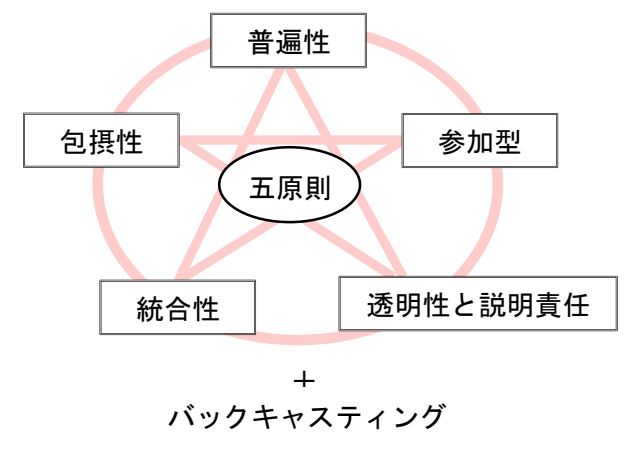 普遍性
包摂性
参加型
五原則
統合性
透明性と説明責任
+
バックキャスティング